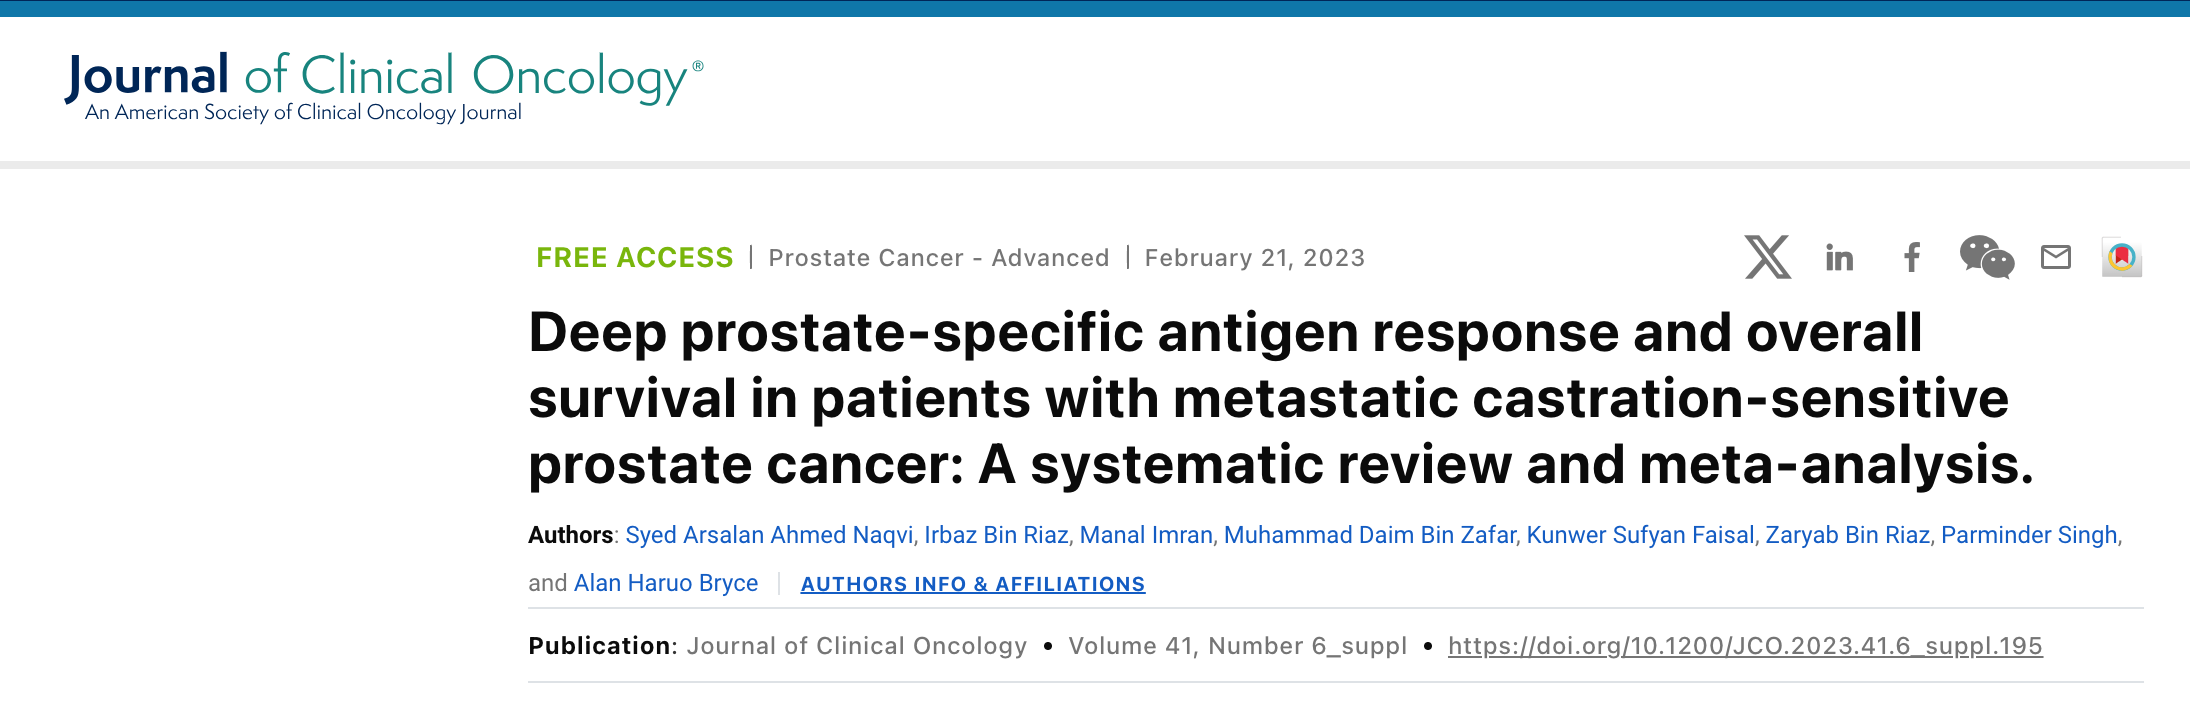 Journal of Clinical Oncology®
An American Society of Clinical Oncology Journal
FREE ACCESS | Prostate Cancer - Advanced | February 21, 2023
Deep prostate-specific antigen response and overall
survival in patients with metastatic castration-sensitive
prostate cancer: A systematic review and meta-analysis.
Authors: Syed Arsalan Ahmed Naqvi, Irbaz Bin Riaz, Manal Imran, Muhammad Daim Bin Zafar, Kunwer Sufyan Faisal, Zaryab Bin Riaz, Parminder Singh,
and Alan Haruo Bryce | AUTHORS INFO & AFFILIATIONS
Publication: Journal of Clinical Oncology • Volume 41, Number 6_suppl • https://doi.org/10.1200/JCO.2023.41.6_suppl.195